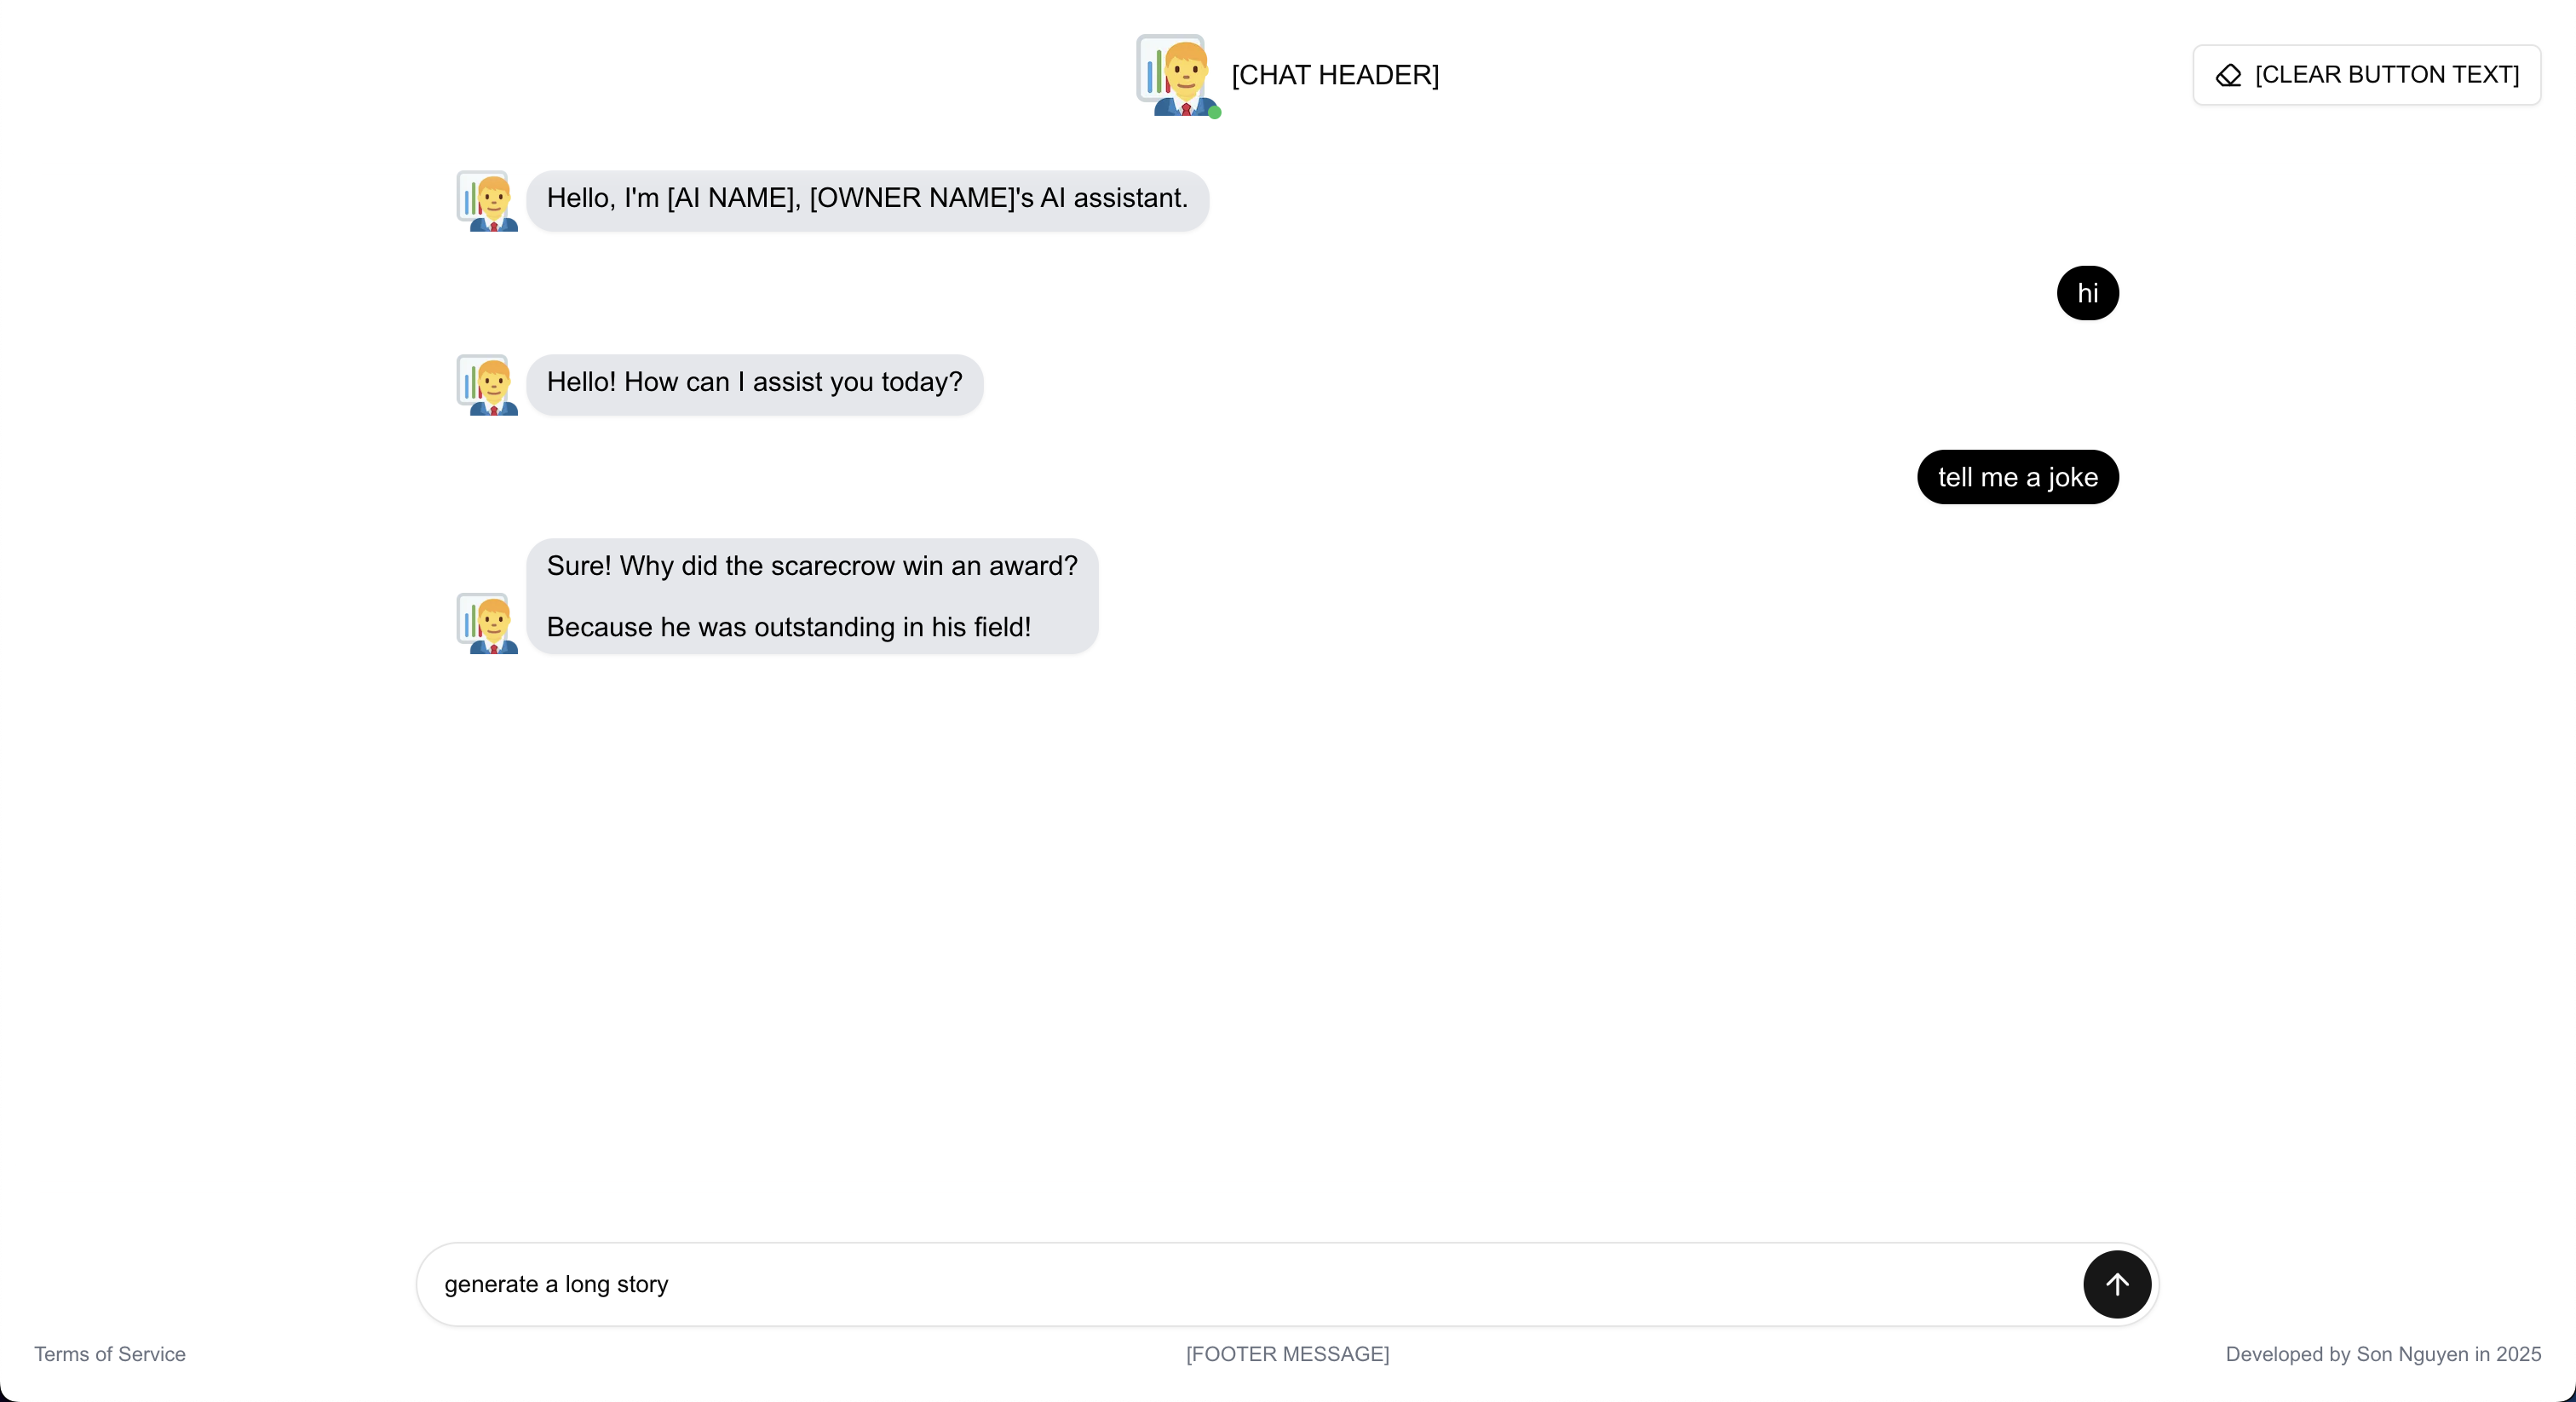 [CHAT HEADER]
[CLEAR BUTTON TEXT]
Hello, I'm [AI NAME], [OWNER NAME]'s AI assistant.
hi
Hello! How can I assist you today?
tell me a joke
Sure! Why did the scarecrow win an award?
Because he was outstanding in his field!
generate a long story
Terms of Service
[FOOTER MESSAGE]
Developed by Son Nguyen in 2025